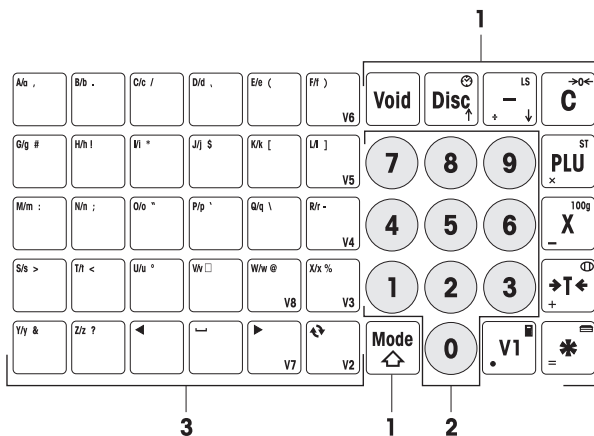 1
A/a , B/b . C/c / D/d 、 E/e ( F/f ) V6 Void Disc ↑ – LS ÷ ↓ →0← C
G/g # H/h ! I/i * J/j $ K/k [ L/l ] V5 7 8 9 ST PLU ×
M/m : N/n ; O/o " P/p ` Q/q \ R/r - V4 4 5 6 100g X –
S/s > T/t < U/u ° V/v □ W/w @ V8 X/x % V3 1 2 3 →T← +
Y/y & Z/z ? ◀ ⎵ ▶ V7 V2 Mode 0 V1 . ✱ =
3 1 2